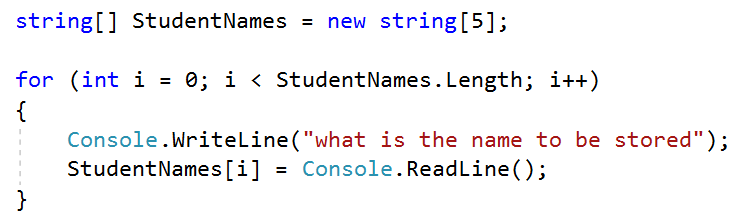 string[] StudentNames = new string[5];
for (int i = 0; i < StudentNames.Length; i++)
{
Console.WriteLine("what is the name to be stored");
StudentNames[i] = Console.ReadLine();
}